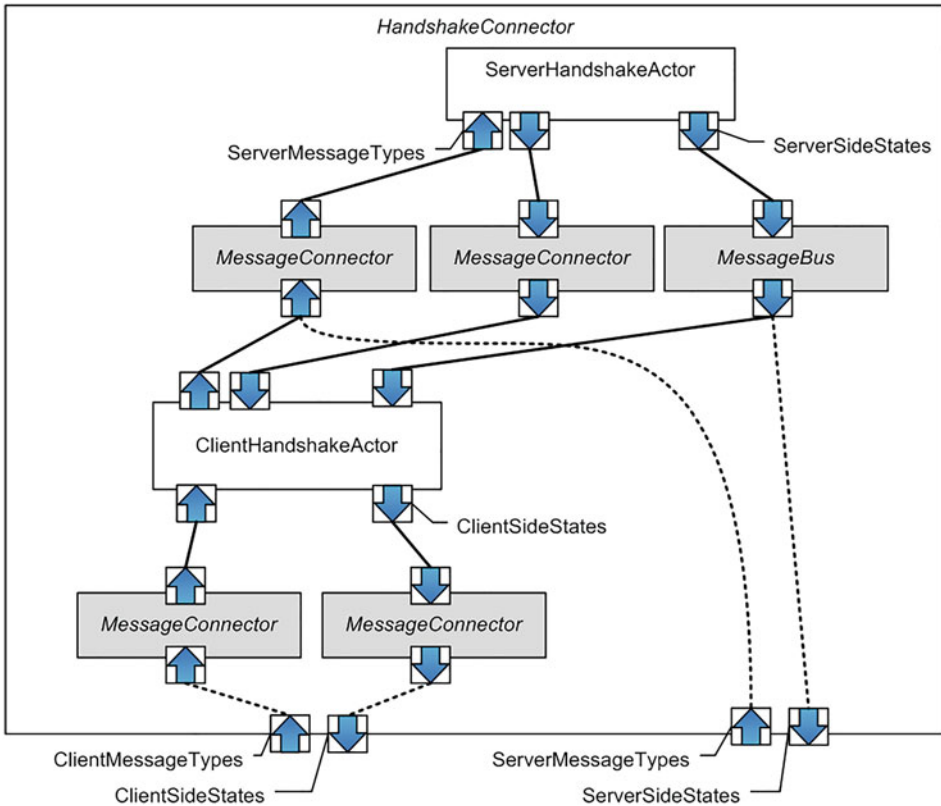 HandshakeConnector
ServerHandshakeActor
ServerMessageTypes
ServerSideStates
MessageConnector
MessageConnector
MessageBus
ClientHandshakeActor
ClientSideStates
MessageConnector
MessageConnector
ClientMessageTypes
ServerMessageTypes
ClientSideStates
ServerSideStates